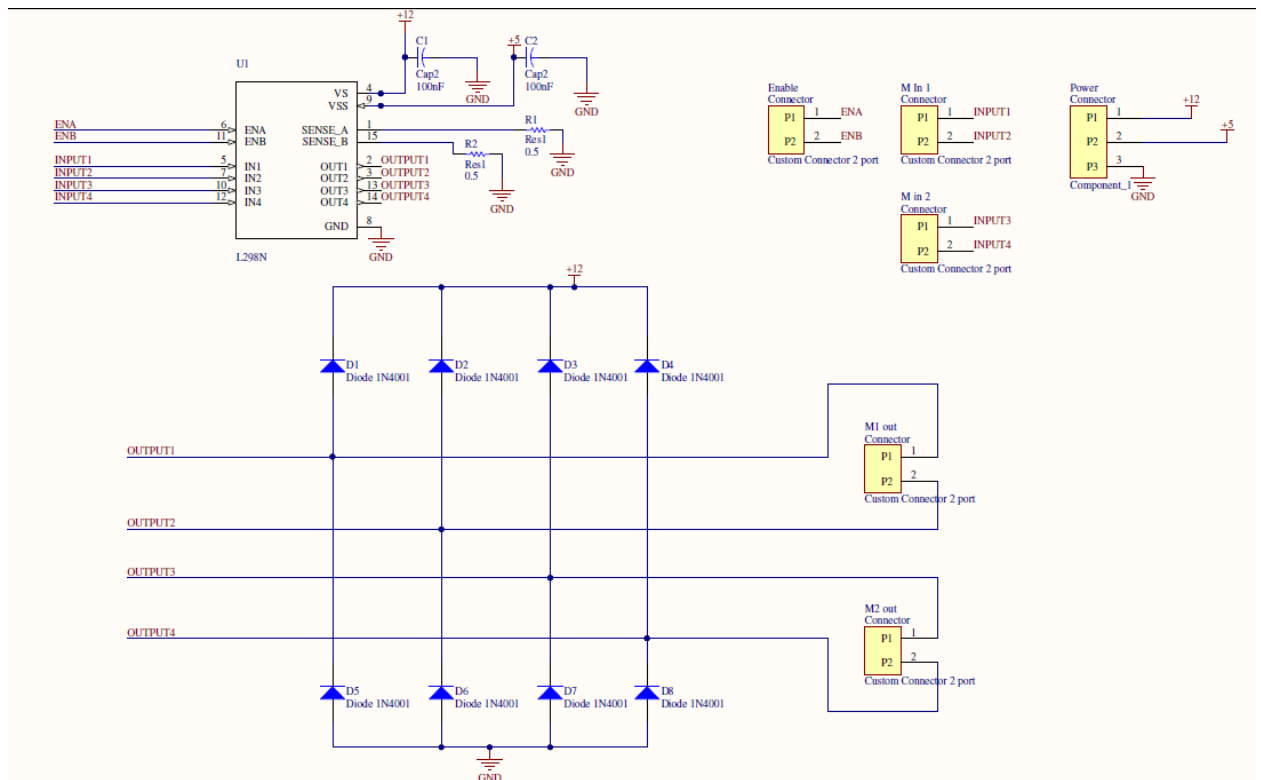 +12
C1
Cap2
100nF
GND
+5
C2
Cap2
100nF
GND
U1
VS 4
VSS 9
ENA 6 ENA
ENB 11 ENB
SENSE_A 1
SENSE_B 15
R1
Res1
0.5
GND
R2
Res1
0.5
GND
INPUT1 5 IN1
INPUT2 7 IN2
INPUT3 10 IN3
INPUT4 12 IN4
OUT1 2 OUTPUT1
OUT2 3 OUTPUT2
OUT3 13 OUTPUT3
OUT4 14 OUTPUT4
GND 8
GND
L298N
Enable
Connector
P1 1 ENA
P2 2 ENB
Custom Connector 2 port
M In 1
Connector
P1 1 INPUT1
P2 2 INPUT2
Custom Connector 2 port
Power
Connector
P1 1 +12
P2 2 +5
P3 3
Component_1
GND
M in 2
Connector
P1 1 INPUT3
P2 2 INPUT4
Custom Connector 2 port
+12
D1
Diode 1N4001
D2
Diode 1N4001
D3
Diode 1N4001
D4
Diode 1N4001
OUTPUT1
OUTPUT2
OUTPUT3
OUTPUT4
M1 out
Connector
P1 1
P2 2
Custom Connector 2 port
M2 out
Connector
P1 1
P2 2
Custom Connector 2 port
D5
Diode 1N4001
D6
Diode 1N4001
D7
Diode 1N4001
D8
Diode 1N4001
GND